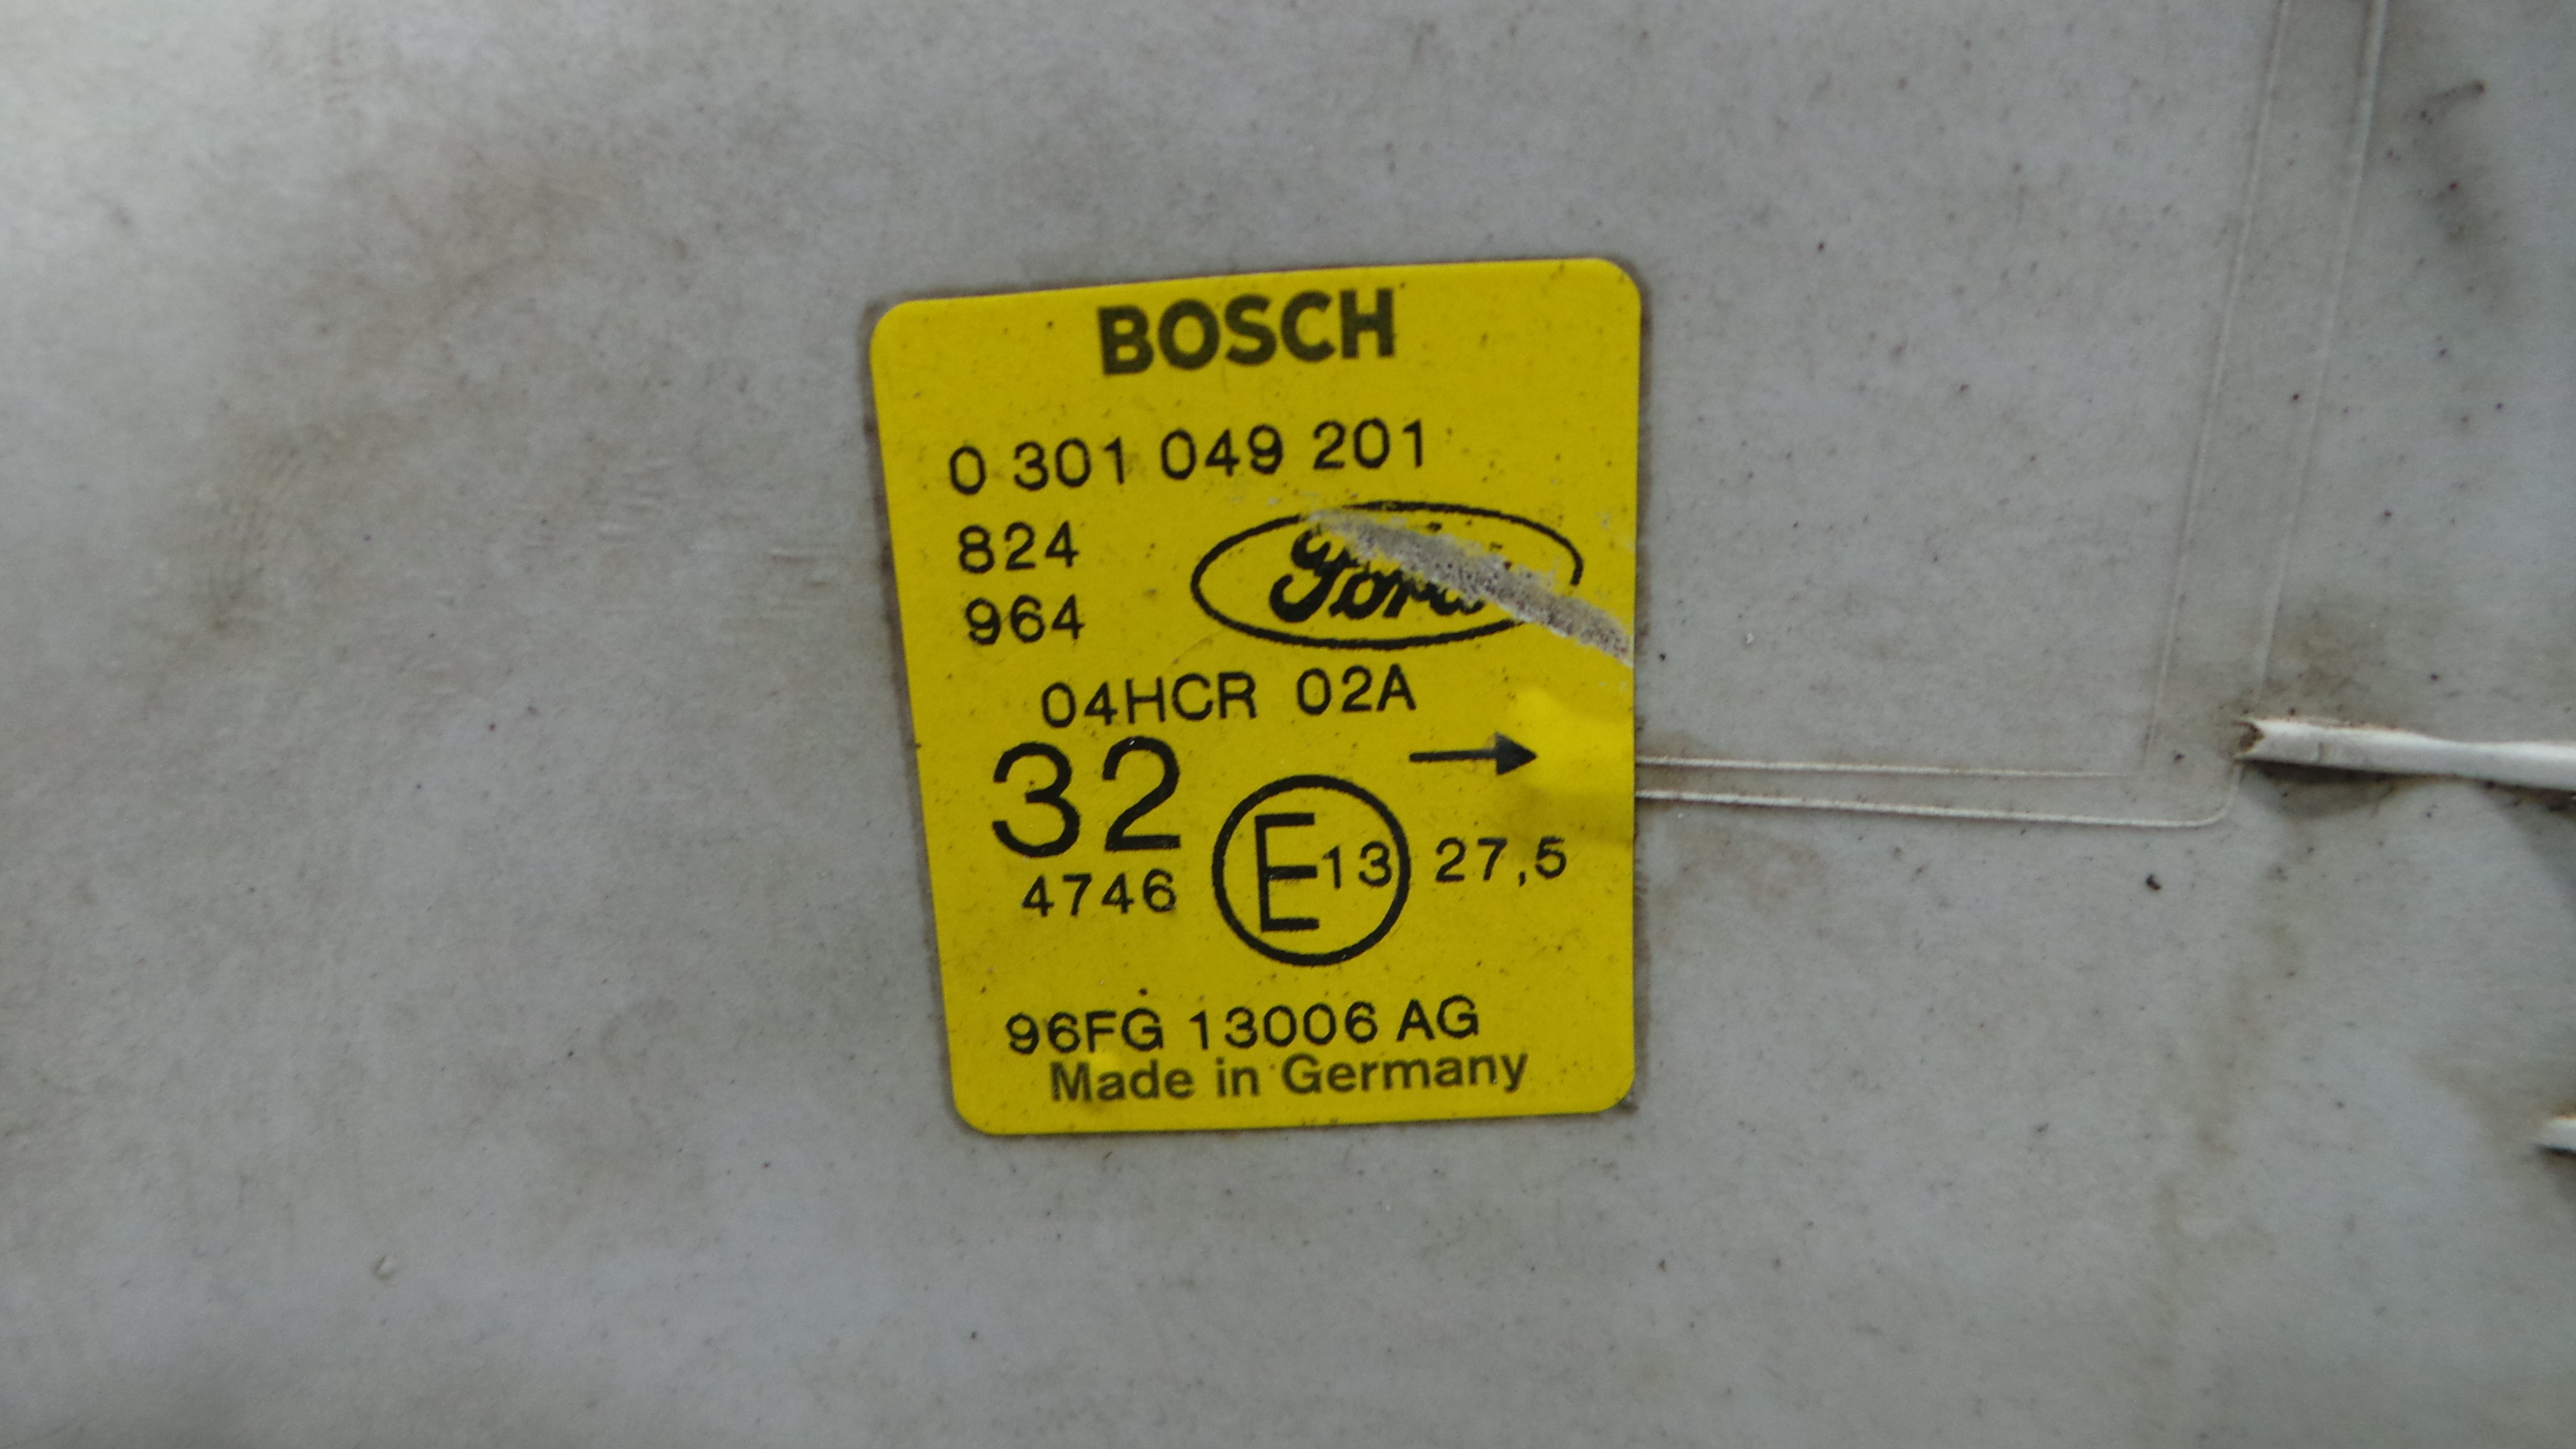 BOSCH
0 301 049 201
824
964
Ford
04HCR 02A
32
4746
E13
27,5
96FG 13006 AG
Made in Germany